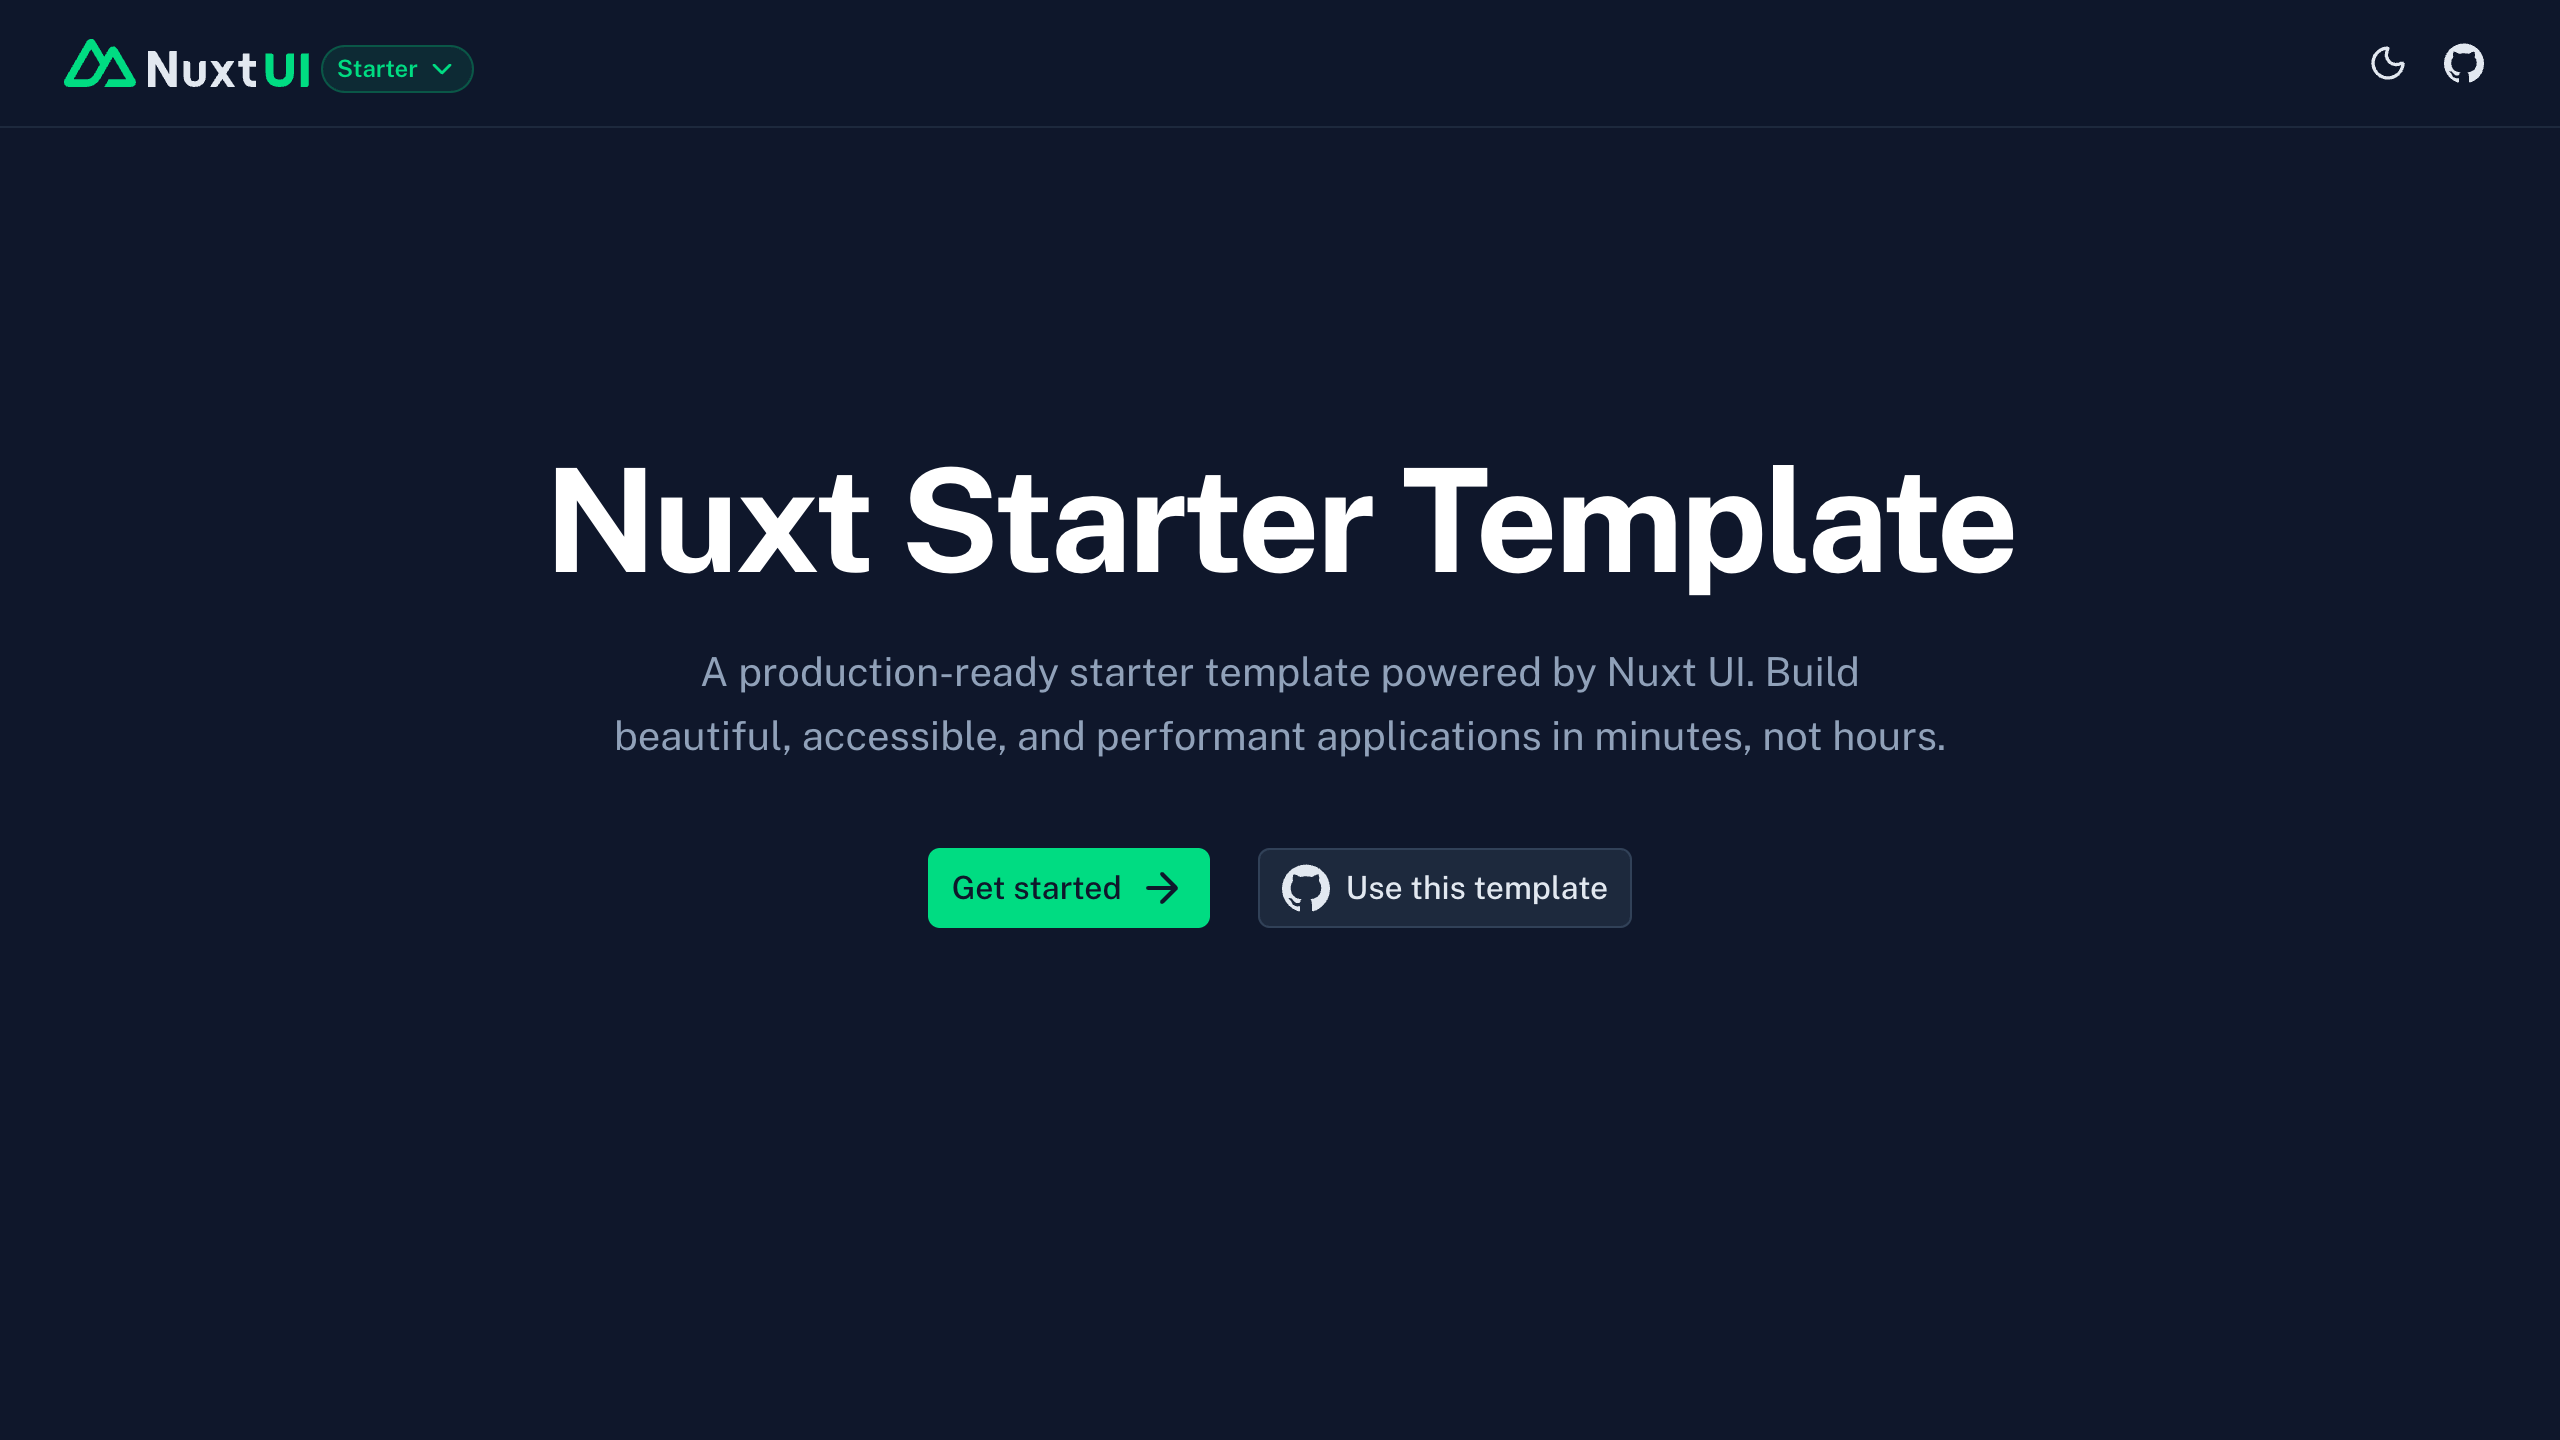 Nuxt UI
Starter
Nuxt Starter Template
A production-ready starter template powered by Nuxt UI. Build
beautiful, accessible, and performant applications in minutes, not hours.
Get started
Use this template